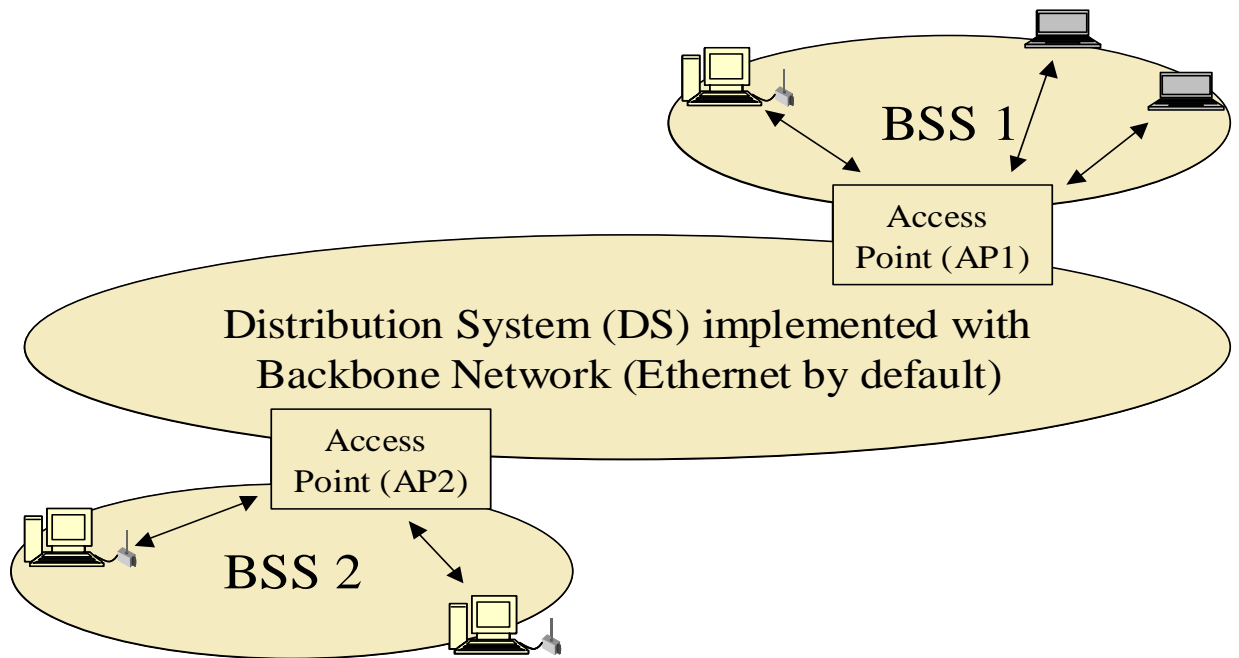 BSS 1
Access
Point (AP1)
Distribution System (DS) implemented with
Backbone Network (Ethernet by default)
Access
Point (AP2)
BSS 2